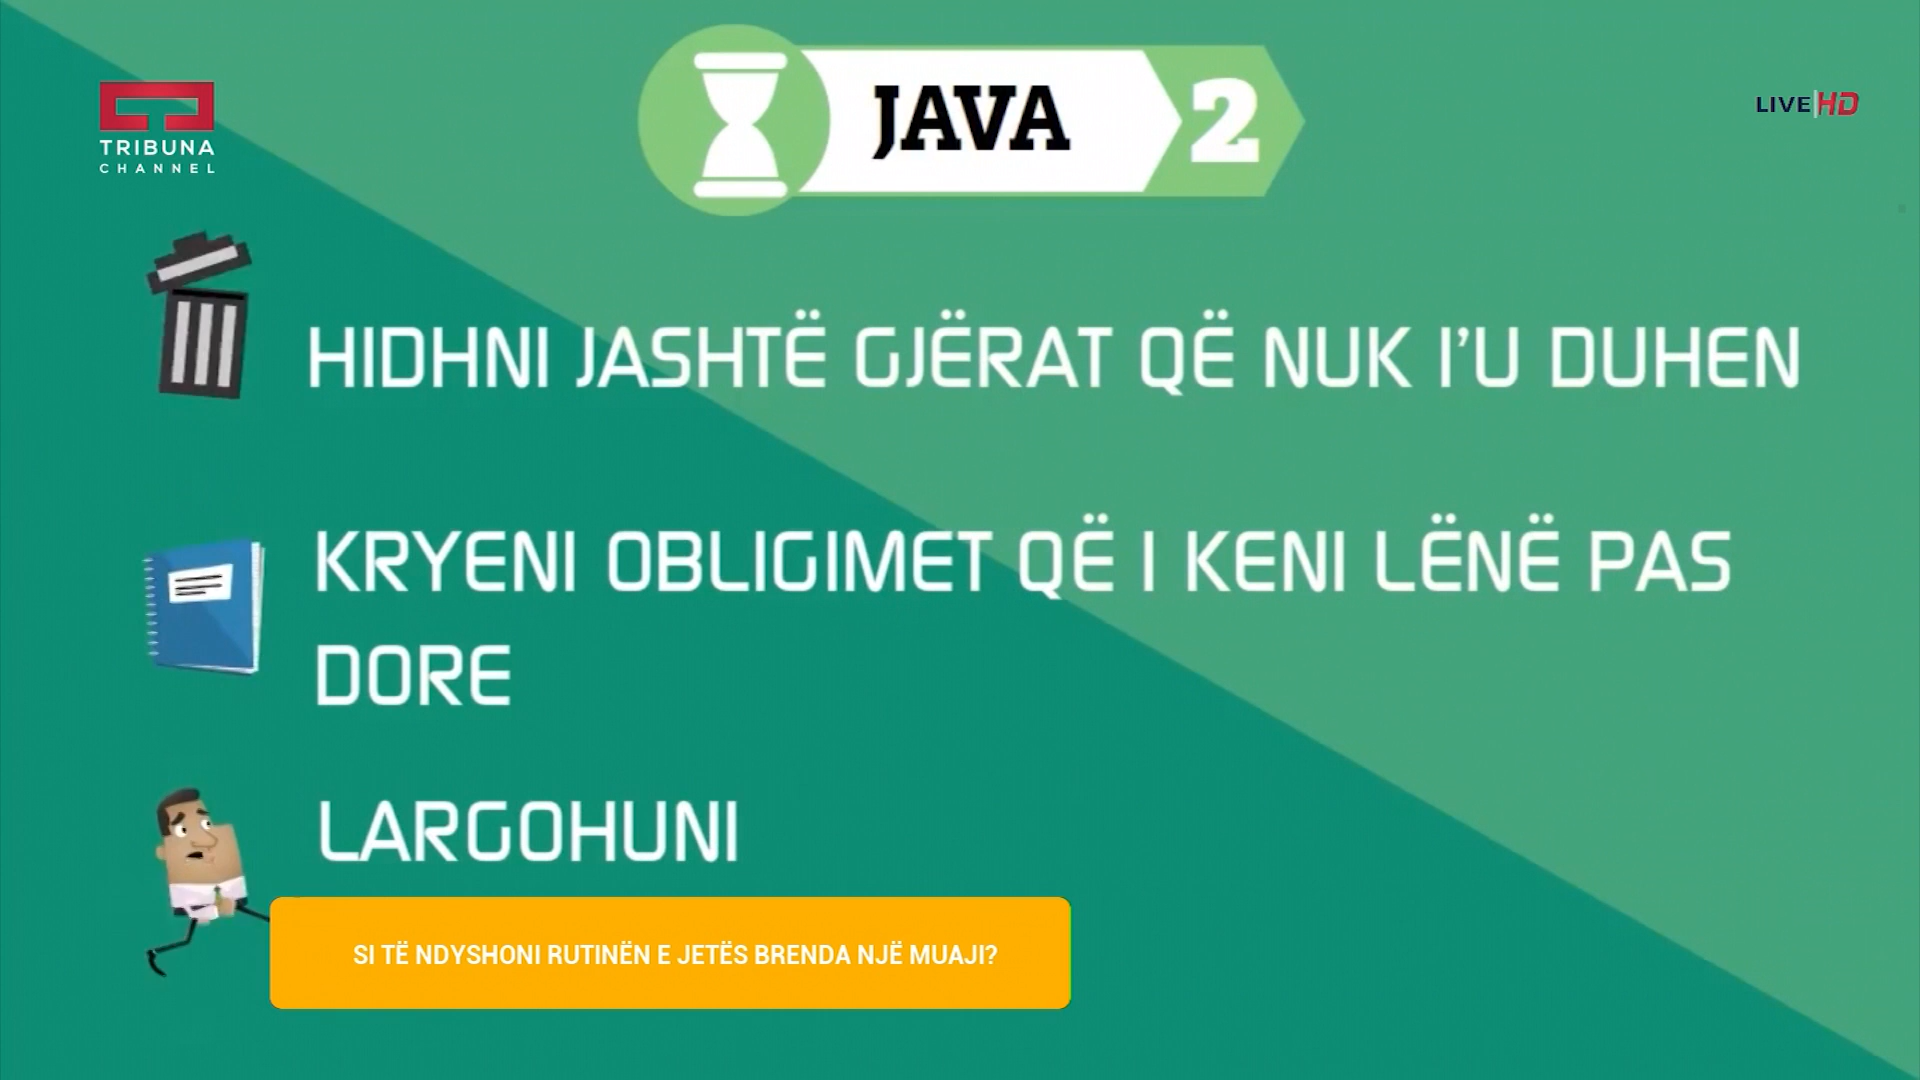 TRIBUNA
CHANNEL
JAVA 2
LIVE HD
HIDHNI JASHTË GJËRAT QË NUK I'U DUHEN
KRYENI OBLIGIMET QË I KENI LËNË PAS
DORE
LARGOHUNI
SI TË NDYSHONI RUTINËN E JETËS BRENDA NJË MUAJI?